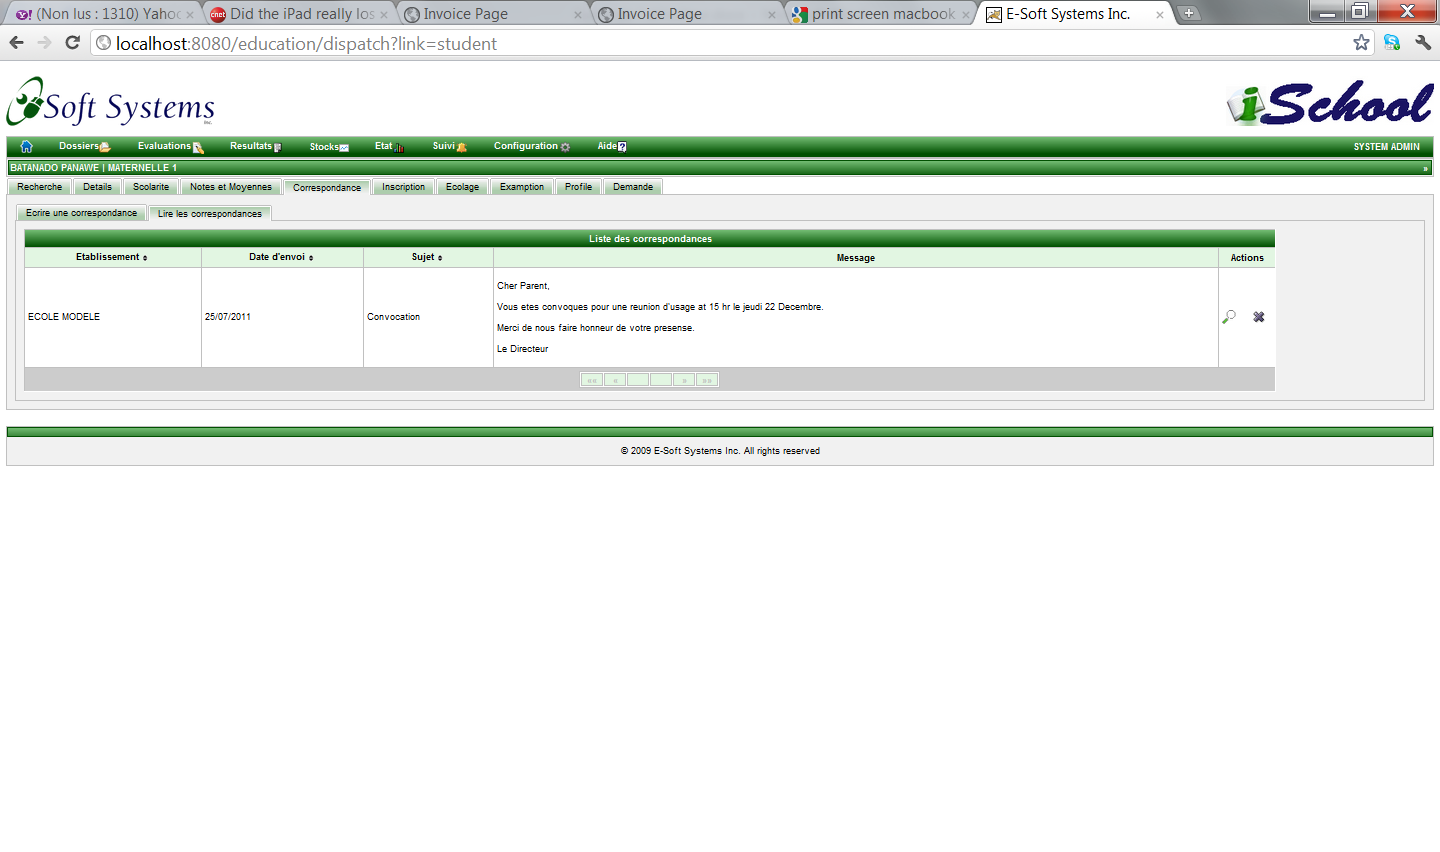 (Non lus : 1310) Yahoo
Did the iPad really los
Invoice Page
Invoice Page
print screen macbook
E-Soft Systems Inc.
localhost:8080/education/dispatch?link=student
eSoft Systems Inc.
iSchool
Dossiers Evaluations Resultats Stocks Etat Suivi Configuration Aide SYSTEM ADMIN
BATANADO PANAWE | MATERNELLE 1 »
Recherche Details Scolarite Notes et Moyennes Correspondance Inscription Ecolage Examption Profile Demande
Ecrire une correspondance Lire les correspondances
Liste des correspondances
Etablissement Date d'envoi Sujet Message Actions
ECOLE MODELE 25/07/2011 Convocation
Cher Parent,
Vous etes convoques pour une reunion d'usage at 15 hr le jeudi 22 Decembre.
Merci de nous faire honneur de votre presense.
Le Directeur
«« « » »»
© 2009 E-Soft Systems Inc. All rights reserved